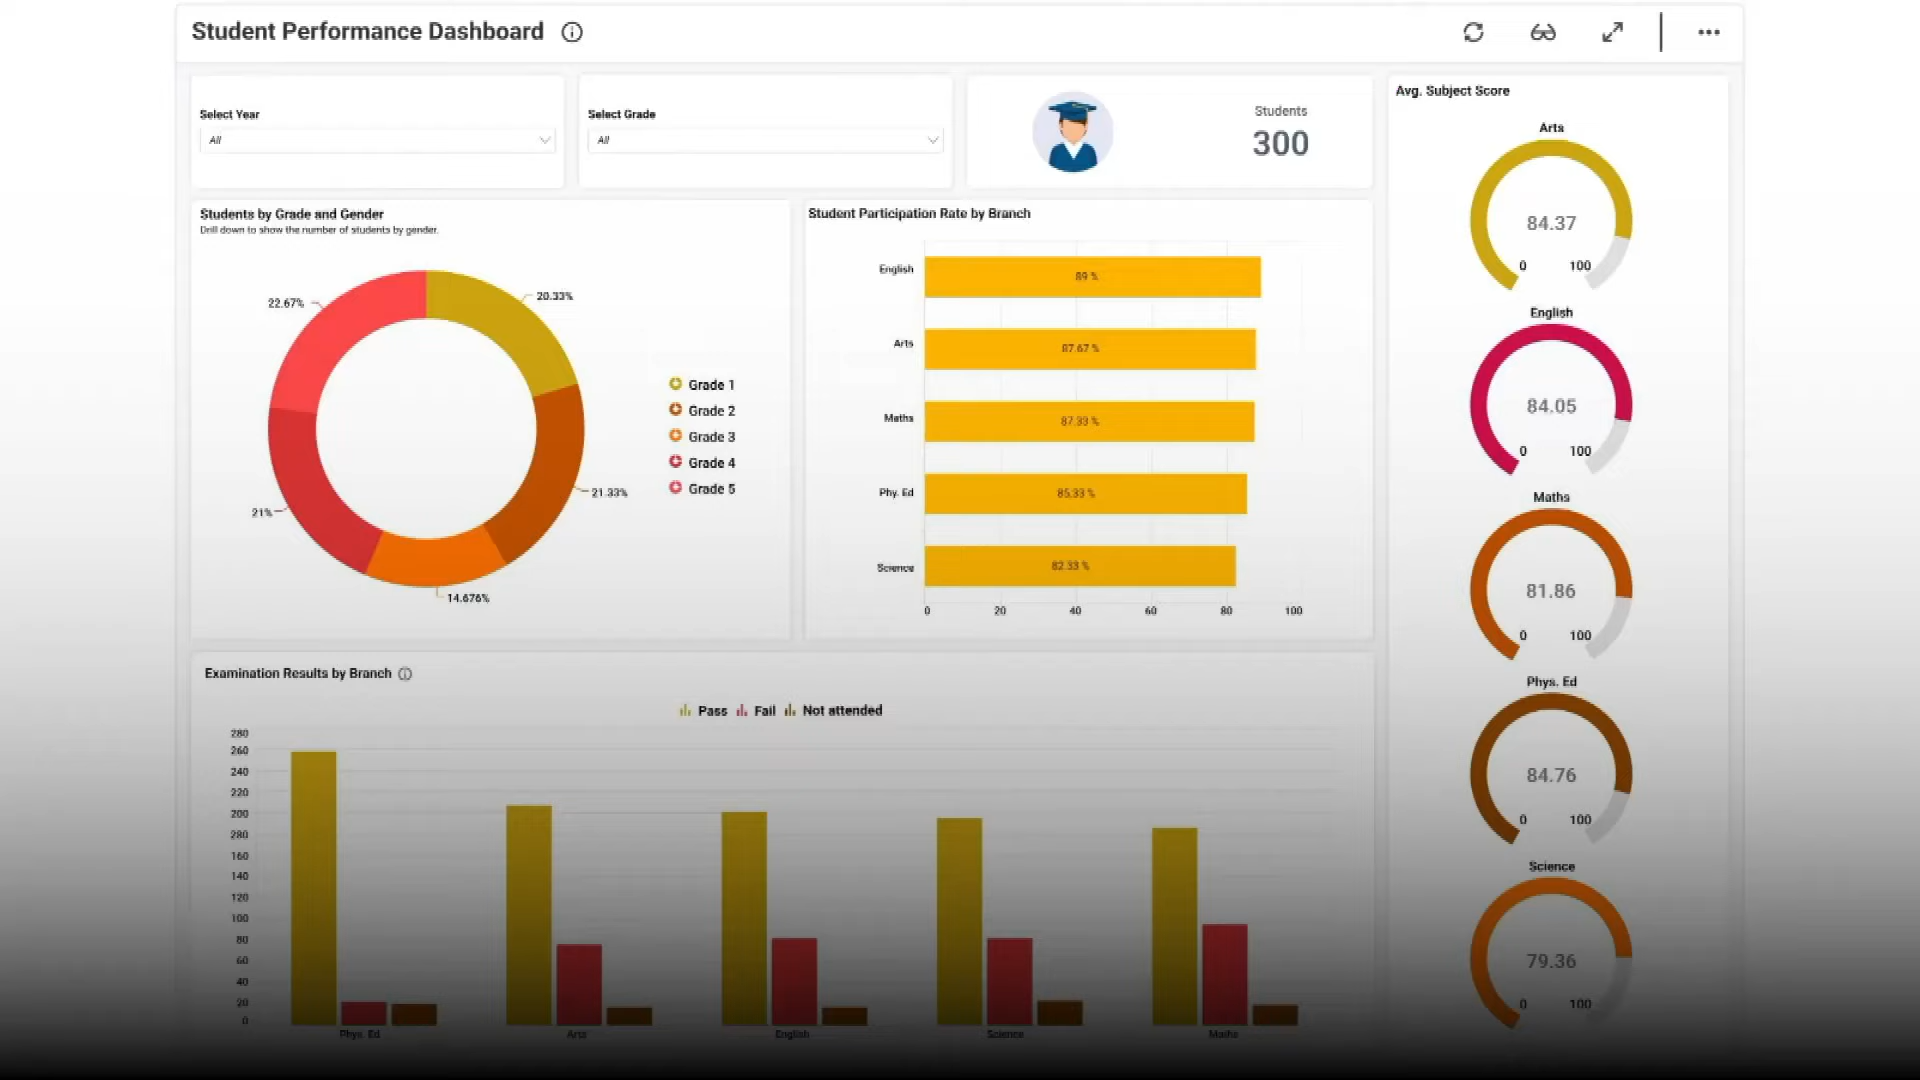 Student Performance Dashboard
Select Year
All
Select Grade
All
Students
300
Students by Grade and Gender
Drill down to show the number of students by gender.
22.67%
20.33%
21.33%
21%
14.676%
Grade 1
Grade 2
Grade 3
Grade 4
Grade 5
Student Participation Rate by Branch
English
89 %
Arts
87.67 %
Maths
87.33 %
Phy. Ed
85.33 %
Science
82.33 %
0 20 40 60 80 100
Examination Results by Branch
Pass Fail Not attended
280
260
240
220
200
280
160
140
120
100
80
60
40
20
0
Phys. Ed Arts English Science Maths
Avg. Subject Score
Arts
84.37
0 100
English
84.05
0 100
Maths
81.86
0 100
Phys. Ed
84.76
0 100
Science
79.36
0 100